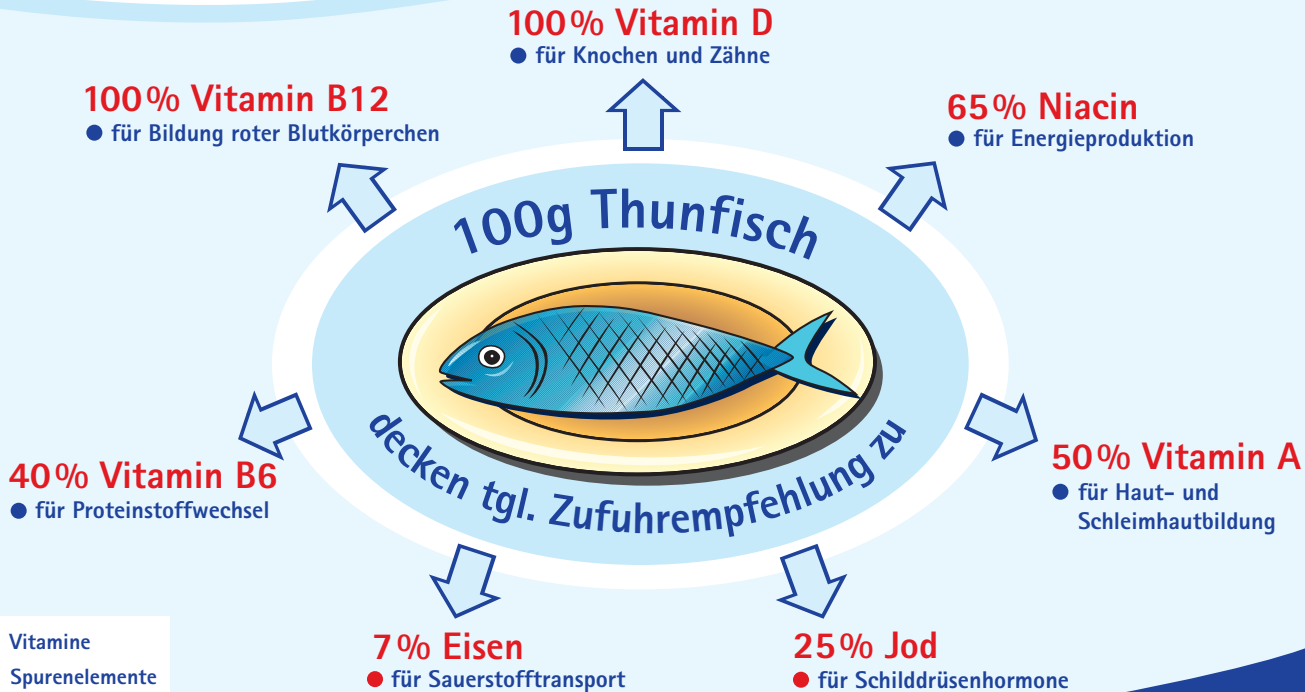 100% Vitamin D
● für Knochen und Zähne
100% Vitamin B12
● für Bildung roter Blutkörperchen
65% Niacin
● für Energieproduktion
100g Thunfisch
decken tgl. Zufuhrempfehlung zu
40% Vitamin B6
● für Proteinstoffwechsel
50% Vitamin A
● für Haut- und
Schleimhautbildung
7% Eisen
● für Sauerstofftransport
25% Jod
● für Schilddrüsenhormone
Vitamine
Spurenelemente